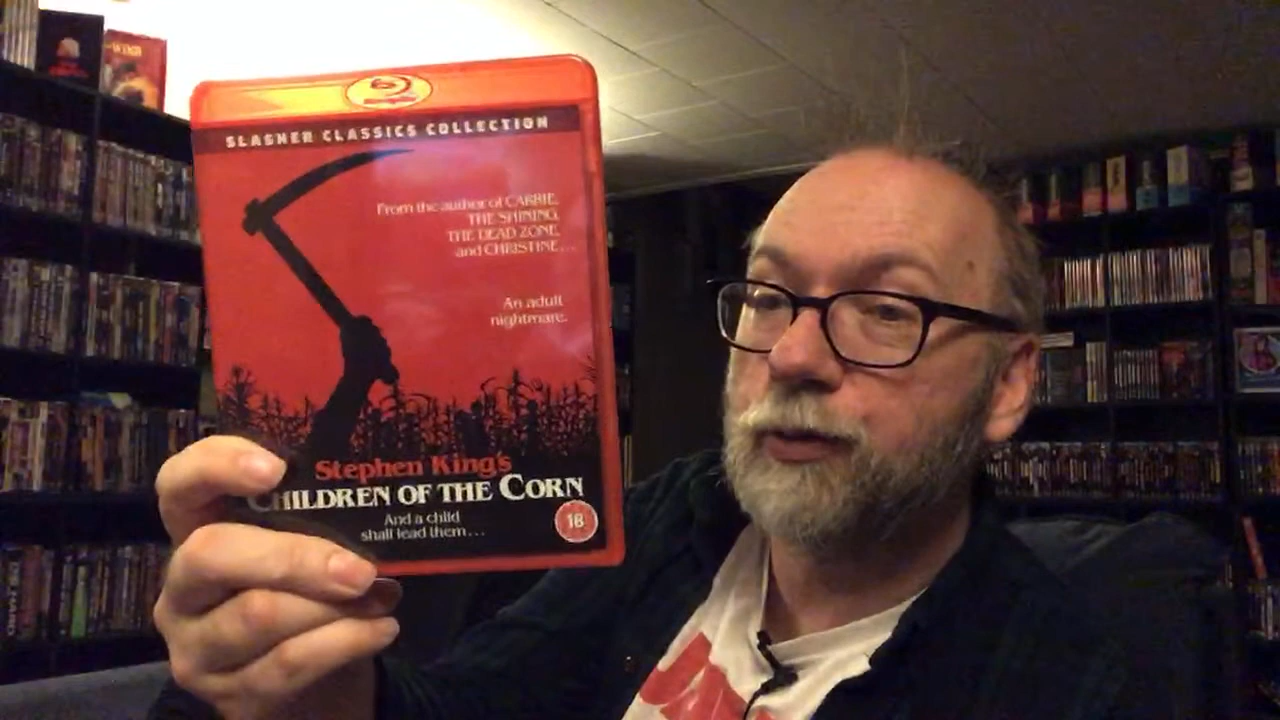 SLASHER CLASSICS COLLECTION
From the author of CARRIE,
THE SHINING,
THE DEAD ZONE,
and CHRISTINE...
An adult
nightmare.
Stephen King's
CHILDREN OF THE CORN
And a child
shall lead them...
18